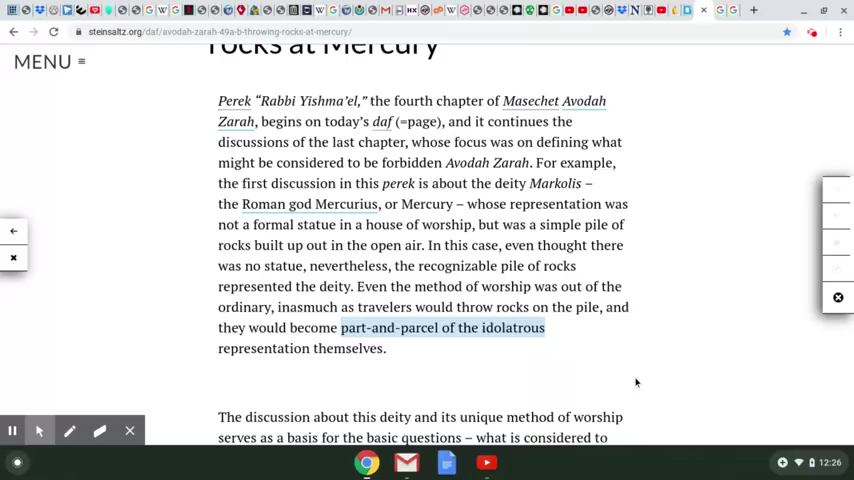 steinsaltz.org/daf/avodah-zarah-49a-b-throwing-rocks-at-mercury/
rocks at Mercury
MENU ≡
Perek “Rabbi Yishma’el,” the fourth chapter of Masechet Avodah
Zarah, begins on today’s daf (=page), and it continues the
discussions of the last chapter, whose focus was on defining what
might be considered to be forbidden Avodah Zarah. For example,
the first discussion in this perek is about the deity Markolis –
the Roman god Mercurius, or Mercury – whose representation was
not a formal statue in a house of worship, but was a simple pile of
rocks built up out in the open air. In this case, even thought there
was no statue, nevertheless, the recognizable pile of rocks
represented the deity. Even the method of worship was out of the
ordinary, inasmuch as travelers would throw rocks on the pile, and
they would become part-and-parcel of the idolatrous
representation themselves.
The discussion about this deity and its unique method of worship
serves as a basis for the basic questions – what is considered to
12:26